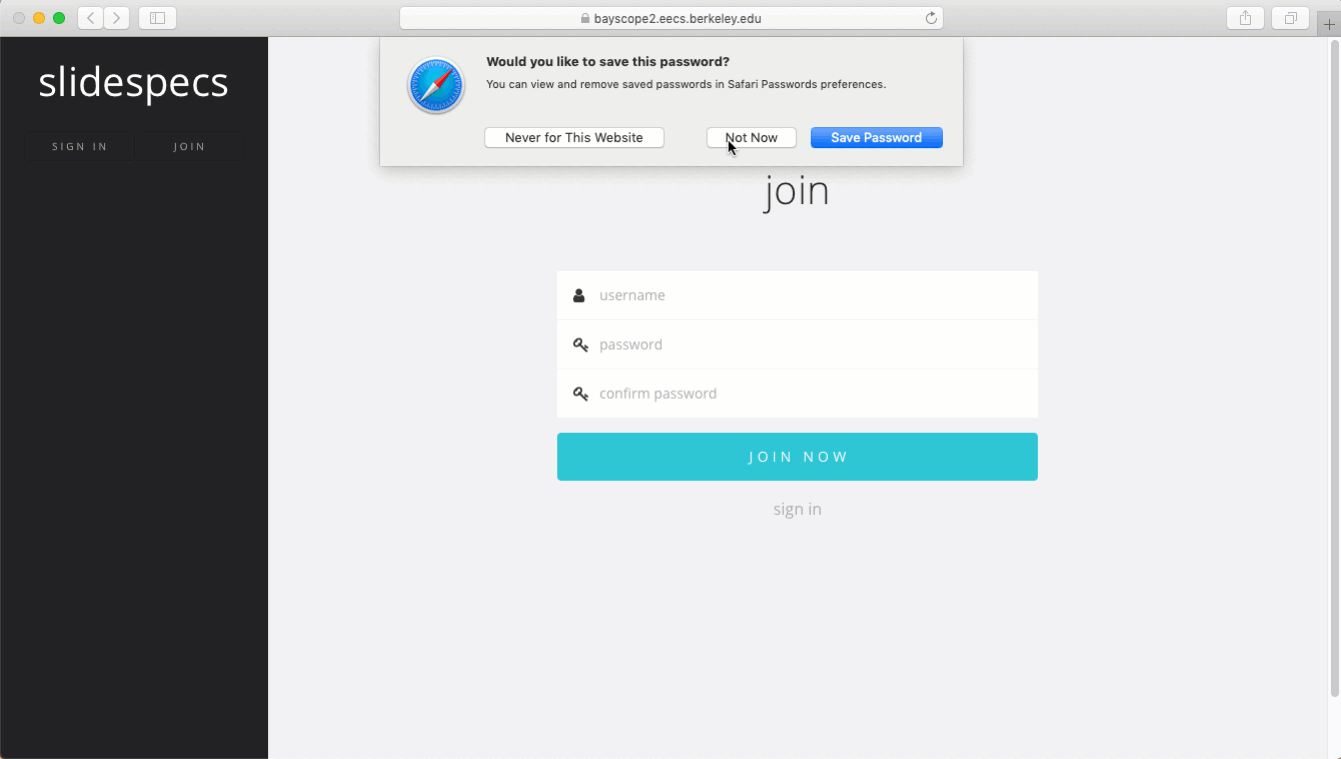 bayscope2.eecs.berkeley.edu
slidespecs
SIGN IN
JOIN
Would you like to save this password?
You can view and remove saved passwords in Safari Passwords preferences.
Never for This Website
Not Now
Save Password
join
username
password
confirm password
JOIN NOW
sign in